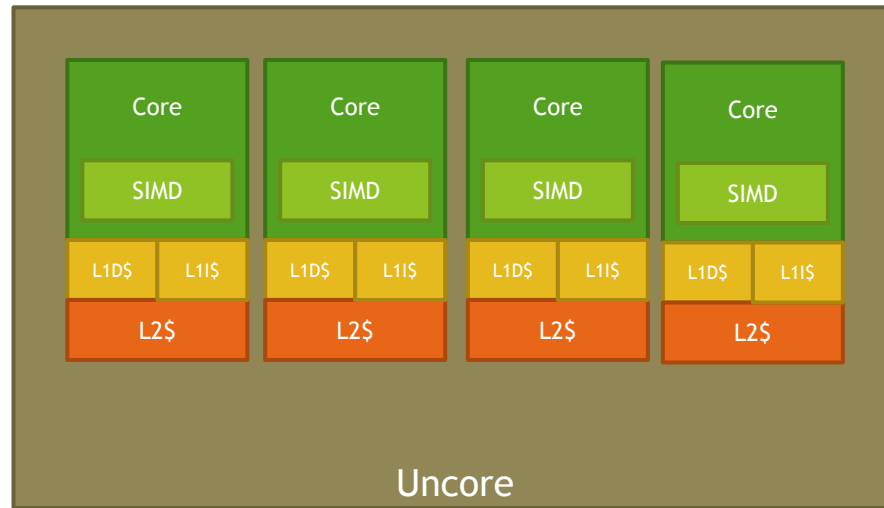 Core Core Core Core
SIMD SIMD SIMD SIMD
L1D$ L1I$ L1D$ L1I$ L1D$ L1I$ L1D$ L1I$
L2$ L2$ L2$ L2$
Uncore